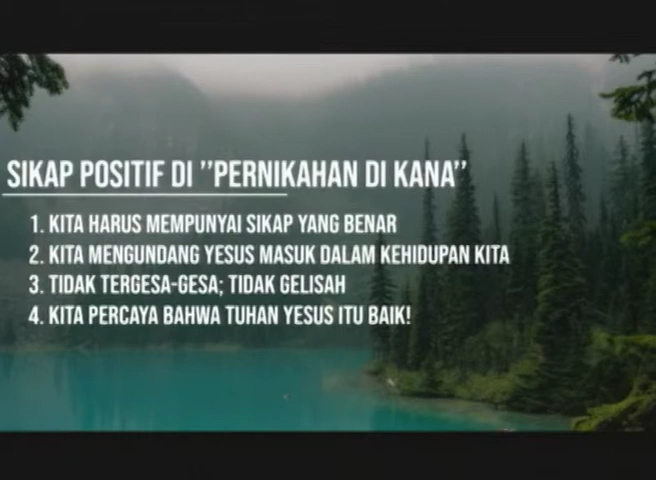 SIKAP POSITIF DI "PERNIKAHAN DI KANA"
1. KITA HARUS MEMPUNYAI SIKAP YANG BENAR
2. KITA MENGUNDANG YESUS MASUK DALAM KEHIDUPAN KITA
3. TIDAK TERGESA-GESA; TIDAK GELISAH
4. KITA PERCAYA BAHWA TUHAN YESUS ITU BAIK!